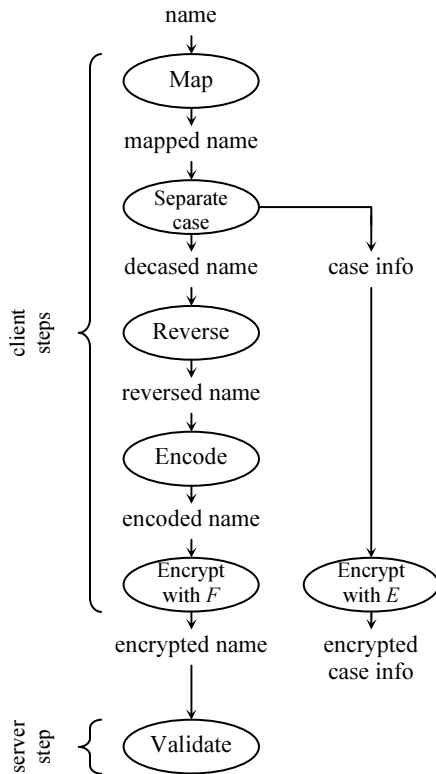 name
Map
mapped name
Separate
case
decased name
case info
Reverse
reversed name
Encode
encoded name
Encrypt
with F
Encrypt
with E
encrypted name
encrypted
case info
Validate
client
steps
server
step